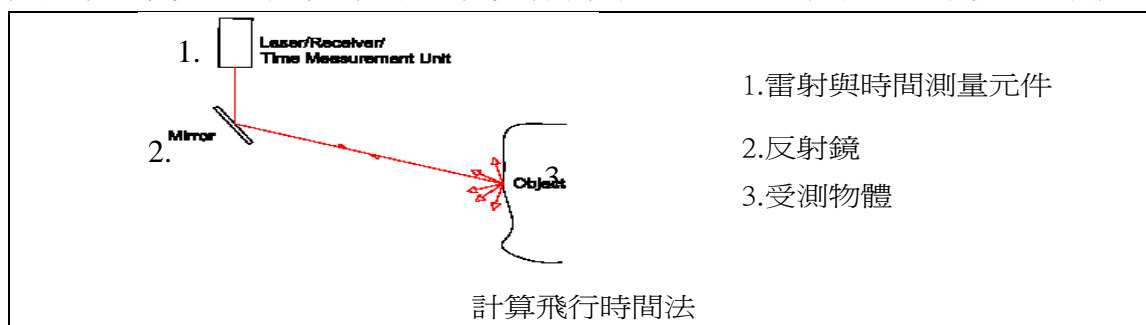 1.
Laser/Receiver/
Time Measurement Unit
Mirror
2.
Object
3
1.雷射與時間測量元件
2.反射鏡
3.受測物體
計算飛行時間法